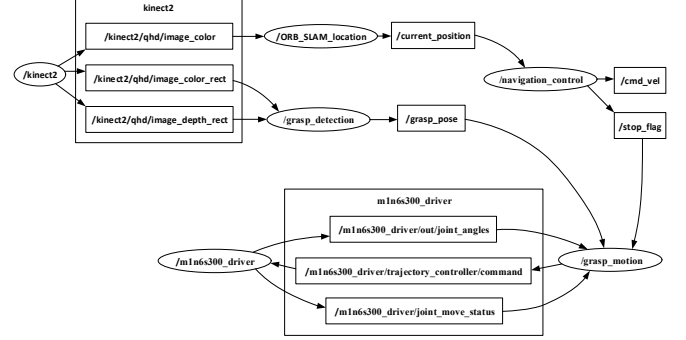 kinect2
/kinect2/qhd/image_color
/ORB_SLAM_location
/current_position
/kinect2
/kinect2/qhd/image_color_rect
/navigation_control
/cmd_vel
/kinect2/qhd/image_depth_rect
/grasp_detection
/grasp_pose
/stop_flag
m1n6s300_driver
/m1n6s300_driver/out/joint_angles
/m1n6s300_driver
/m1n6s300_driver/trajectory_controller/command
/grasp_motion
/m1n6s300_driver/joint_move_status